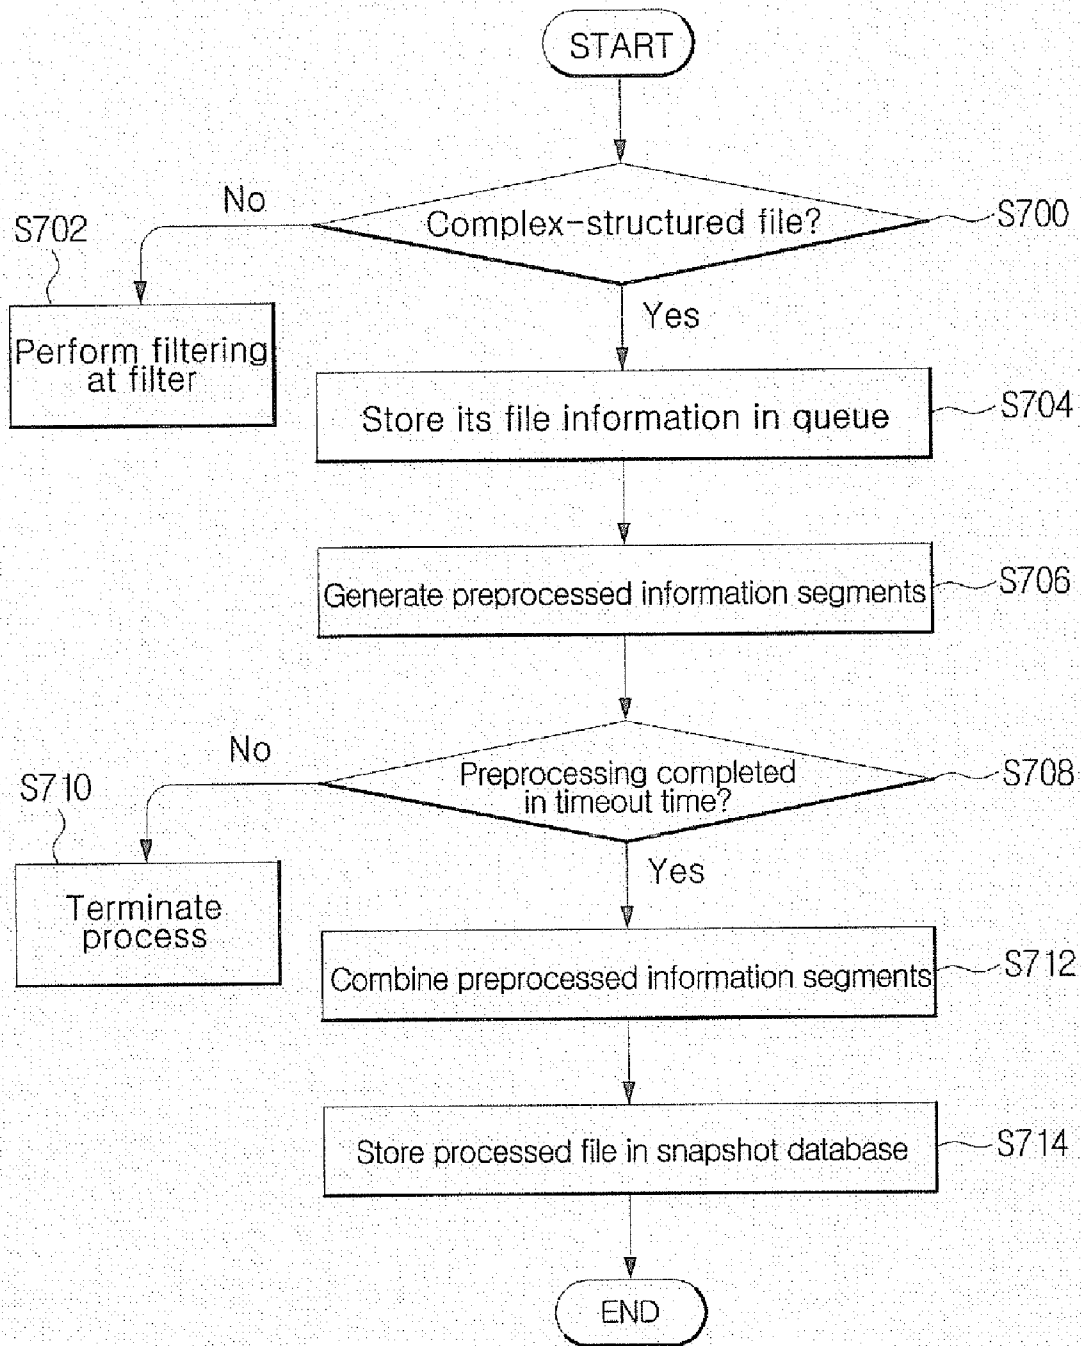 START
No
S702
Complex-structured file?
S700
Yes
Perform filtering
at filter
Store its file information in queue
S704
Generate preprocessed information segments
S706
No
S710
Preprocessing completed
in timeout time?
S708
Yes
Terminate
process
Combine preprocessed information segments
S712
Store processed file in snapshot database
S714
END